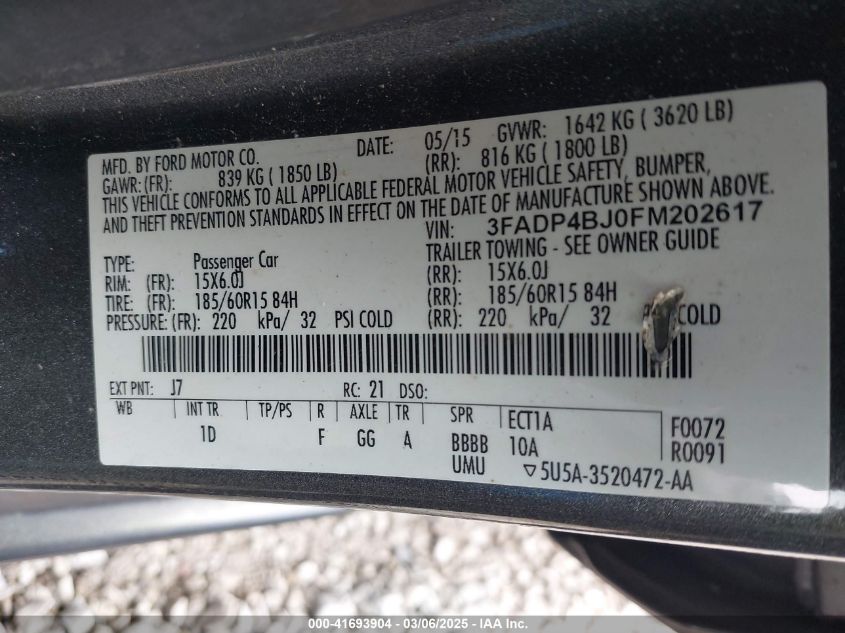 MFD. BY FORD MOTOR CO. DATE: 05/15 GVWR: 1642 KG ( 3620 LB)
GAWR: (FR): 839 KG ( 1850 LB) (RR): 816 KG ( 1800 LB)
THIS VEHICLE CONFORMS TO ALL APPLICABLE FEDERAL MOTOR VEHICLE SAFETY, BUMPER,
AND THEFT PREVENTION STANDARDS IN EFFECT ON THE DATE OF MANUFACTURE SHOWN ABOVE.
VIN: 3FADP4BJ0FM202617
TRAILER TOWING - SEE OWNER GUIDE
TYPE: Passenger Car
RIM: (FR): 15X6.0J (RR): 15X6.0J
TIRE: (FR): 185/60R15 84H (RR): 185/60R15 84H
PRESSURE: (FR): 220 kPa/ 32 PSI COLD (RR): 220 kPa/ 32 COLD
EXT PNT: J7 RC: 21 DSO:
WB INT TR TP/PS R AXLE TR SPR ECT1A F0072
1D F GG A BBBB 10A R0091
UMU ▽5U5A-3520472-AA
000-41693904 - 03/06/2025 - IAAI Inc.